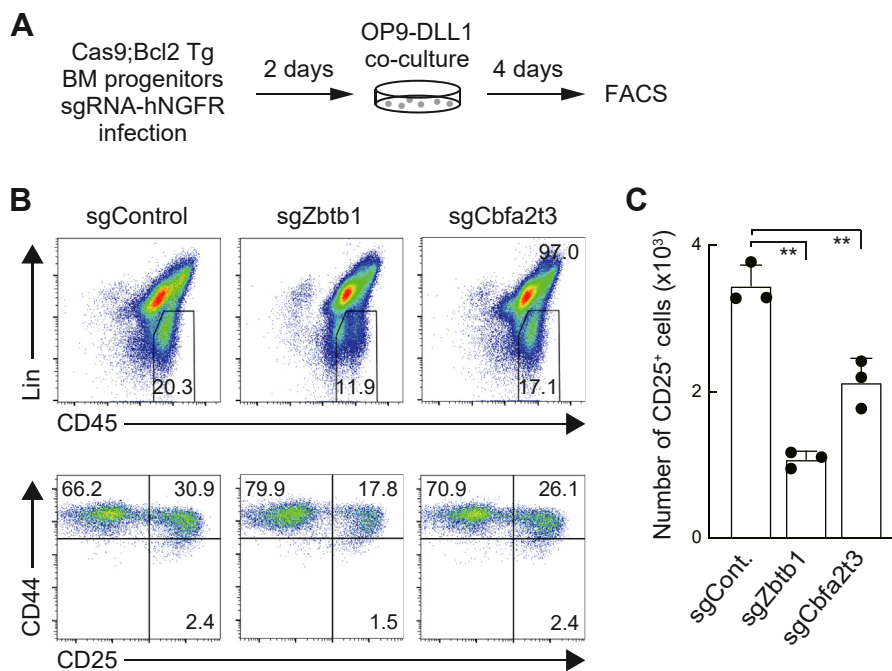 A
Cas9;Bcl2 Tg
BM progenitors
sgRNA-hNGFR
infection
2 days
OP9-DLL1
co-culture
4 days
FACS
B
sgControl
sgZbtb1
sgCbfa2t3
97.0
20.3
11.9
17.1
Lin
CD45
66.2
30.9
79.9
17.8
70.9
26.1
2.4
1.5
2.4
CD44
CD25
C
Number of CD25⁺ cells (x10³)
4
2
0
**
**
sgCont.
sgZbtb1
sgCbfa2t3